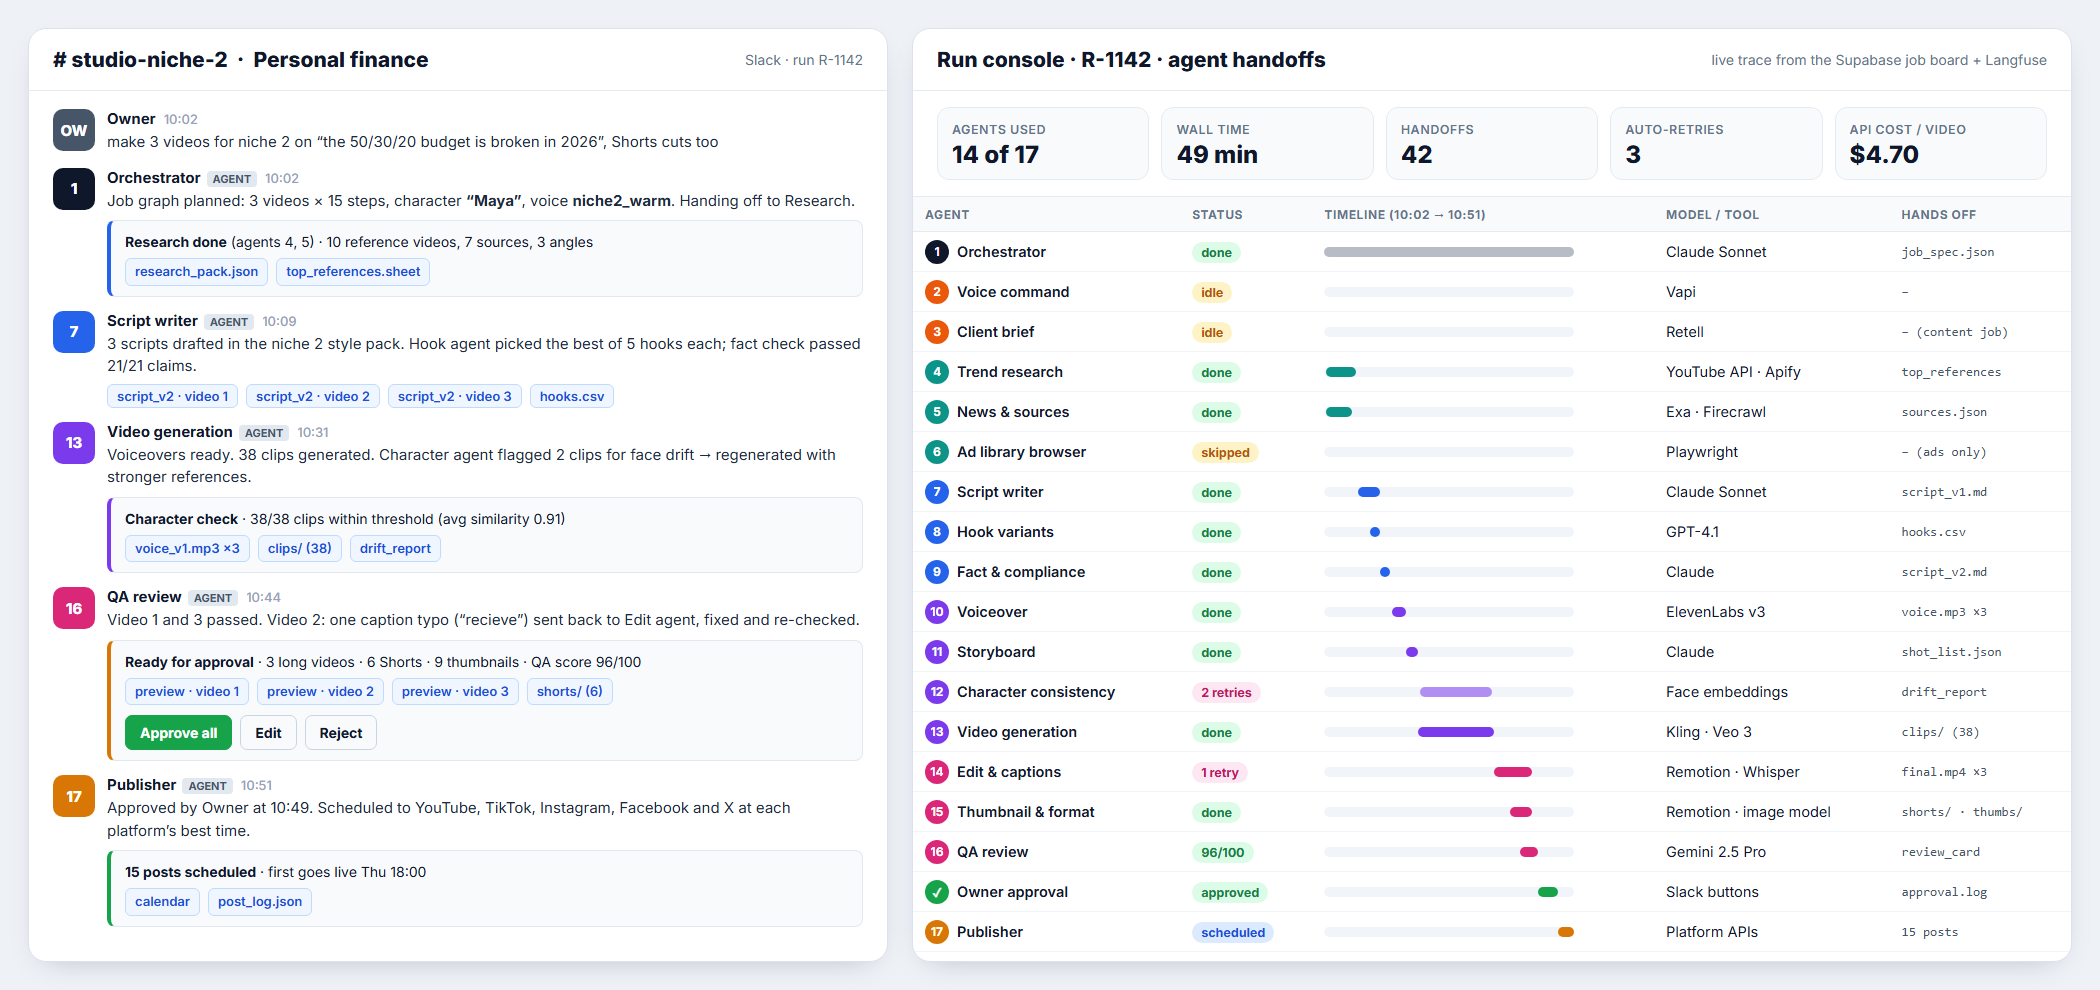 # studio-niche-2 · Personal finance
Slack · run R-1142
OW
Owner 10:02
make 3 videos for niche 2 on “the 50/30/20 budget is broken in 2026”, Shorts cuts too
1
Orchestrator AGENT 10:02
Job graph planned: 3 videos × 15 steps, character “Maya”, voice niche2_warm. Handing off to Research.
Research done (agents 4, 5) · 10 reference videos, 7 sources, 3 angles
research_pack.json top_references.sheet
7
Script writer AGENT 10:09
3 scripts drafted in the niche 2 style pack. Hook agent picked the best of 5 hooks each; fact check passed
21/21 claims.
script_v2 · video 1 script_v2 · video 2 script_v2 · video 3 hooks.csv
13
Video generation AGENT 10:31
Voiceovers ready. 38 clips generated. Character agent flagged 2 clips for face drift → regenerated with
stronger references.
Character check · 38/38 clips within threshold (avg similarity 0.91)
voice_v1.mp3 ×3 clips/ (38) drift_report
16
QA review AGENT 10:44
Video 1 and 3 passed. Video 2: one caption typo (“recieve”) sent back to Edit agent, fixed and re-checked.
Ready for approval · 3 long videos · 6 Shorts · 9 thumbnails · QA score 96/100
preview · video 1 preview · video 2 preview · video 3 shorts/ (6)
Approve all Edit Reject
17
Publisher AGENT 10:51
Approved by Owner at 10:49. Scheduled to YouTube, TikTok, Instagram, Facebook and X at each
platform’s best time.
15 posts scheduled · first goes live Thu 18:00
calendar post_log.json
Run console · R-1142 · agent handoffs
live trace from the Supabase job board + Langfuse
AGENTS USED
14 of 17
WALL TIME
49 min
HANDOFFS
42
AUTO-RETRIES
3
API COST / VIDEO
$4.70
AGENT STATUS TIMELINE (10:02 → 10:51) MODEL / TOOL HANDS OFF
1 Orchestrator done Claude Sonnet job_spec.json
2 Voice command idle Vapi –
3 Client brief idle Retell – (content job)
4 Trend research done YouTube API · Apify top_references
5 News & sources done Exa · Firecrawl sources.json
6 Ad library browser skipped Playwright – (ads only)
7 Script writer done Claude Sonnet script_v1.md
8 Hook variants done GPT-4.1 hooks.csv
9 Fact & compliance done Claude script_v2.md
10 Voiceover done ElevenLabs v3 voice.mp3 ×3
11 Storyboard done Claude shot_list.json
12 Character consistency 2 retries Face embeddings drift_report
13 Video generation done Kling · Veo 3 clips/ (38)
14 Edit & captions 1 retry Remotion · Whisper final.mp4 ×3
15 Thumbnail & format done Remotion · image model shorts/ · thumbs/
16 QA review 96/100 Gemini 2.5 Pro review_card
✓ Owner approval approved Slack buttons approval.log
17 Publisher scheduled Platform APIs 15 posts